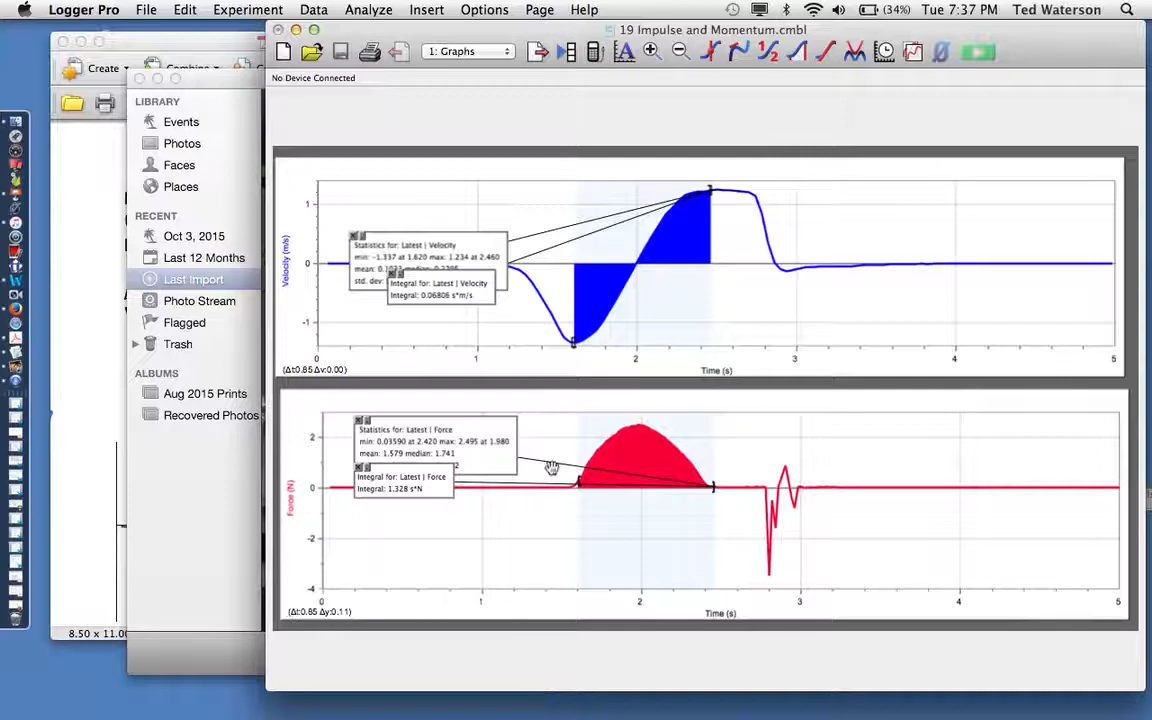 Logger Pro File Edit Experiment Data Analyze Insert Options Page Help (34%) Tue 7:37 PM Ted Waterson
19 Impulse and Momentum.cmbl
Create
1: Graphs
No Device Connected
LIBRARY
Events
Photos
Faces
Places
RECENT
Oct 3, 2015
Last 12 Months
Last Import
Photo Stream
Flagged
Trash
ALBUMS
Aug 2015 Prints
Recovered Photos
8.50 x 11.00
Velocity (m/s)
1
0
-1
Statistics for: Latest | Velocity
min: -1.337 at 1.620 max: 1.234 at 2.460
std. dev:
Integral for: Latest | Velocity
Integral: 0.06806 s*m/s
0 1 2 3 4 5
(Δt:0.85 Δv:0.00)
Time (s)
Force (N)
2
0
-2
-4
Statistics for: Latest | Force
min: 0.03590 at 2.420 max: 2.495 at 1.980
mean: 1.579 median: 1.741
2
Integral for: Latest | Force
Integral: 1.328 s*N
0 1 2 3 4 5
(Δt:0.85 Δy:0.11)
Time (s)